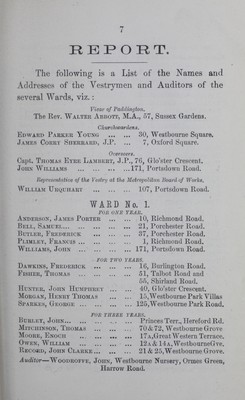 7
REPORT.
The following is a List of the Names and
Addresses of the Vestrymen and Auditors of the
several Wards, viz. :
Vicar of Paddington,
The Rev. WALTER ABBOTT, M.A., 57, Sussex Gardens.
Churchwardens.
EDWARD PARKER YOUNG ... ... 30, Westbourne Square.
JAMES CORRY SHERRARD, J.P. ... 7, Oxford Square.
Overseers.
Capt. THOMAS EYRE LAMBERT, J.P., 76, Glo'ster Crescent.
JOHN WILLIAMS ... ... ... ...171, Portsdown Road.
Representative of the Vestry at the Metropolitan Board of Works,
WILLIAM URQUHART ... ... ... 107, Portsdown Road.
WARD No. 1.
FOR ONE YEAR,
ANDERSON, JAMES PORTER ... ... 10, Richmond Road.
BELL, SAMUEL... ... ... ... ... 21, Porchester Road.
BUTLER, FREDERICK ... ... ... 37, Porchester Road.
PLIMLEY, FRANCIS ... ... ... ... 1, Richmond Road.
WILLIAMS, JOHN ... ... ... ... 171, Portsdown Road.
FOR TWO YEARS.
DAWKINS, FREDERICK ... ... ... 16, Burlington Road.
FISHER, THOMAS ... ... ... ... 51, Talbot Road and
55, Shirland Road.
HUNTER, JOHN HUMPHREY ... ... 40, Glo'ster Crescent.
MORGAN, HENRY THOMAS ... ... 15, Westbourne Park Villas
SPARKES, GEORGE ... ... ... ...125, Westbourne Park Road,
FOR THREE YEARS,
BURLEY, JOHN... ... ... ... ... Princes Terr., Hereford Rd.
MITCHINSON, THOMAS ... ... ... 70 & 72, Westbourne Grove.
MOORE, ENOCH ... ... ... ... 17A, Great Western Terrace.
OWEN, WILLIAM ... ... ... ... 12A & 14A, Westbourne Gve.
RECORD, JOHN CLARKE... ... ... 21 & 25, Westbourne Grove.
Auditor—WOODROFFE, JOHN, Westbourne Nursery, Ormes Green,
Harrow Road.